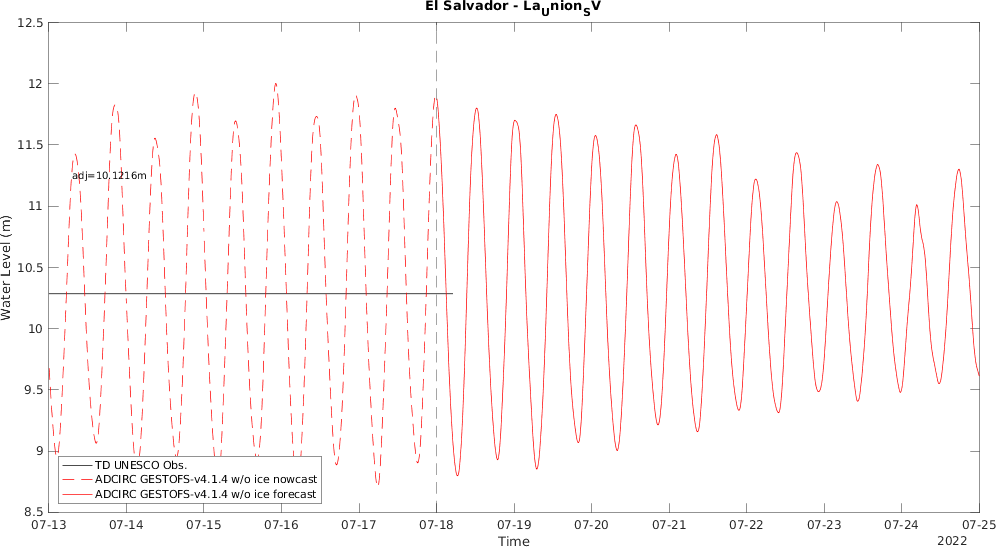 El Salvador - LaUnionSV
12.5
12
11.5
11
10.5
10
9.5
9
8.5
Water Level (m)
adj=10.1216m
TD UNESCO Obs.
ADCIRC GESTOFS-v4.1.4 w/o ice nowcast
ADCIRC GESTOFS-v4.1.4 w/o ice forecast
07-13 07-14 07-15 07-16 07-17 07-18 07-19 07-20 07-21 07-22 07-23 07-24 07-25
Time
2022